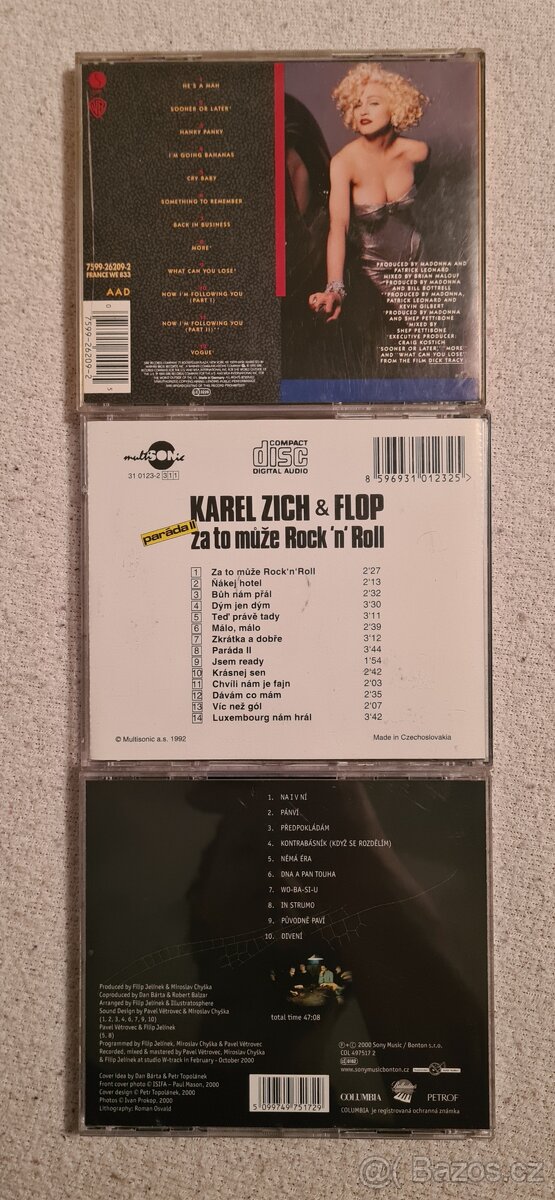 1
HE'S A MAN
SOONER OR LATER*
HANKY PANKY
I'M GOING BANANAS
CRY BABY
SOMETHING TO REMEMBER
BACK IN BUSINESS
MORE*
WHAT CAN YOU LOSE*
NOW I'M FOLLOWING YOU
(PART I)
NOW I'M FOLLOWING YOU
(PART II)
VOGUE
7599-26209-2
FRANCE WE 833
AAD
7599-26209-2
PRODUCED BY MADONNA AND
PATRICK LEONARD
MIXED BY BRIAN MALOUF
PRODUCED BY MADONNA
AND BILL BOTTRELL
PRODUCED BY MADONNA,
PATRICK LEONARD AND
KEVIN GILBERT
PRODUCED BY MADONNA
AND SHEP PETTIBONE
MIXED BY
SHEP PETTIBONE
EXECUTIVE PRODUCER:
CRAIG KOSTICH
*SOONER OR LATER, *MORE
AND *WHAT CAN YOU LOSE
FROM THE FILM DICK TRACY
multiSONic
31 0123-2 311
COMPACT
disc
DIGITAL AUDIO
8 596931 012325 >
KAREL ZICH & FLOP
paráda II
za to může Rock 'n' Roll
1 Za to může Rock'n'Roll 2'27
2 Ňákej hotel 2'13
3 Bůh nám přál 2'32
4 Dým jen dým 3'30
5 Teď právě tady 3'11
6 Málo, málo 2'39
7 Zkrátka a dobře 3'12
8 Paráda II 3'44
9 Jsem ready 1'54
10 Krásnej sen 2'42
11 Chvíli nám je fajn 2'03
12 Dávám co mám 2'35
13 Víc než gól 2'07
14 Luxembourg nám hrál 3'42
© Multisonic a.s. 1992
Made in Czechoslovakia
1. NA I V NÍ
2. PÁNVÍ
3. PŘEDPOKLÁDÁM
4. KONTRABÁSNÍK (KDYŽ SE ROZDĚLÍM)
5. NĚMÁ ÉRA
6. DNA A PAN TOUHA
7. WO-BA-SI-U
8. IN STRUMO
9. PŮVODNĚ PAVÍ
10. DIVENÍ
total time 47:08
Produced by Filip Jelínek & Miroslav Chyška
Coproduced by Dan Bárta & Robert Balzar
Arranged by Filip Jelínek & Illustratosphere
Sound Design by Pavel Větrovec & Miroslav Chyška
(1, 2, 3, 4, 6, 7, 9, 10)
Pavel Větrovec & Filip Jelínek
(5, 8)
Programmed by Filip Jelínek, Miroslav Chyška & Pavel Větrovec
Recorded, mixed & mastered by Pavel Větrovec, Miroslav Chyška
& Filip Jelínek at studio W-track in February - October 2000
Cover idea by Dan Bárta & Petr Topolánek
Front cover photo © ISIFA – Paul Mason, 2000
Cover design © Petr Topolánek, 2000
Photos © Ivan Prokop, 2000
Lithography: Roman Osvald
℗ + © 2000 Sony Music / Bonton s.r.o.
COL 497517 2
www.sonymusicbonton.cz
5 099749 751729
COLUMBIA
PETROF
COLUMBIA je registrovaná ochranná známka
Bazos.cz